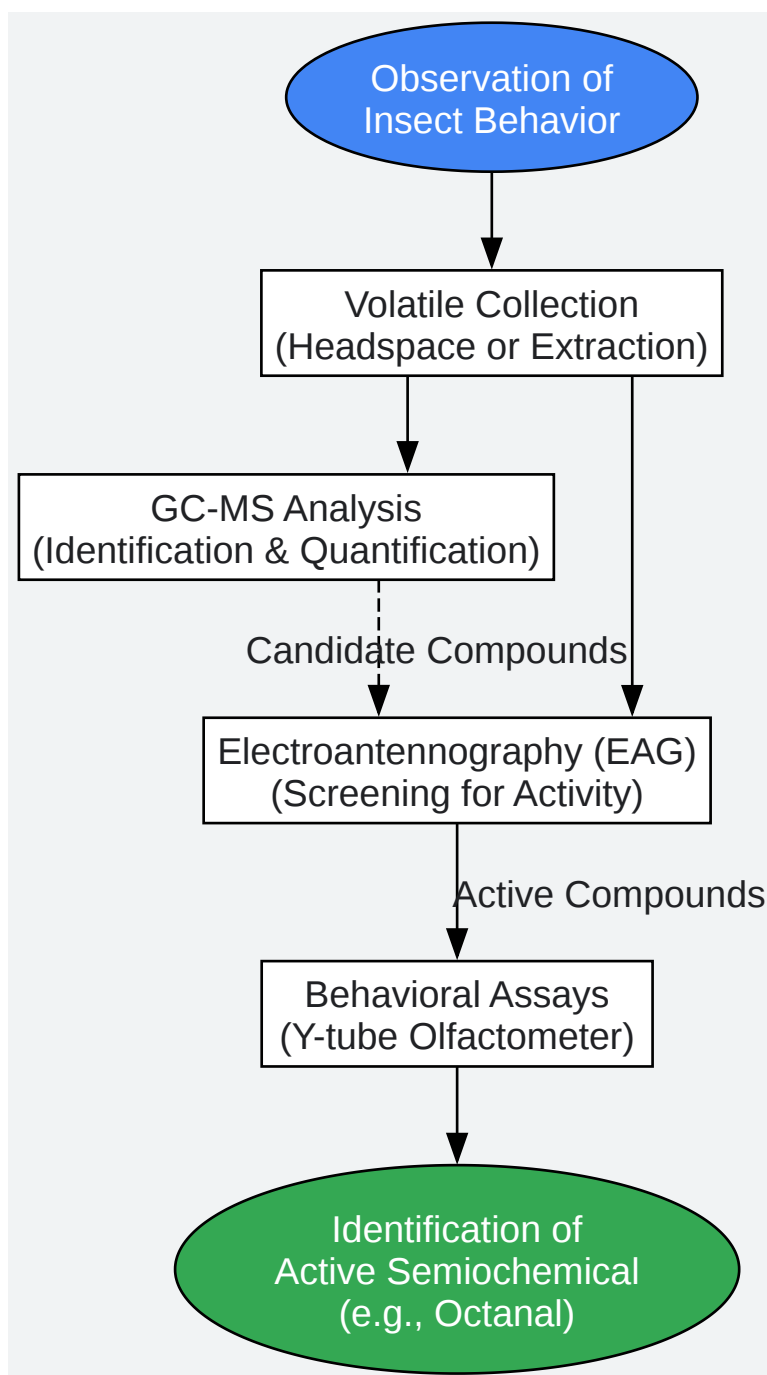 Observation of
Insect Behavior
Volatile Collection
(Headspace or Extraction)
GC-MS Analysis
(Identification & Quantification)
Candidate Compounds
Electroantennography (EAG)
(Screening for Activity)
Active Compounds
Behavioral Assays
(Y-tube Olfactometer)
Identification of
Active Semiochemical
(e.g., Octanal)